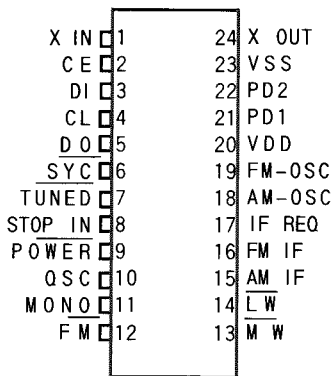 X IN 1 24 X OUT
CE 2 23 VSS
DI 3 22 PD2
CL 4 21 PD1
DO 5 20 VDD
SYC 6 19 FM-OSC
TUNED 7 18 AM-OSC
STOP IN 8 17 IF REQ
POWER 9 16 FM IF
QSC 10 15 AM IF
MONO 11 14 LW
FM 12 13 MW